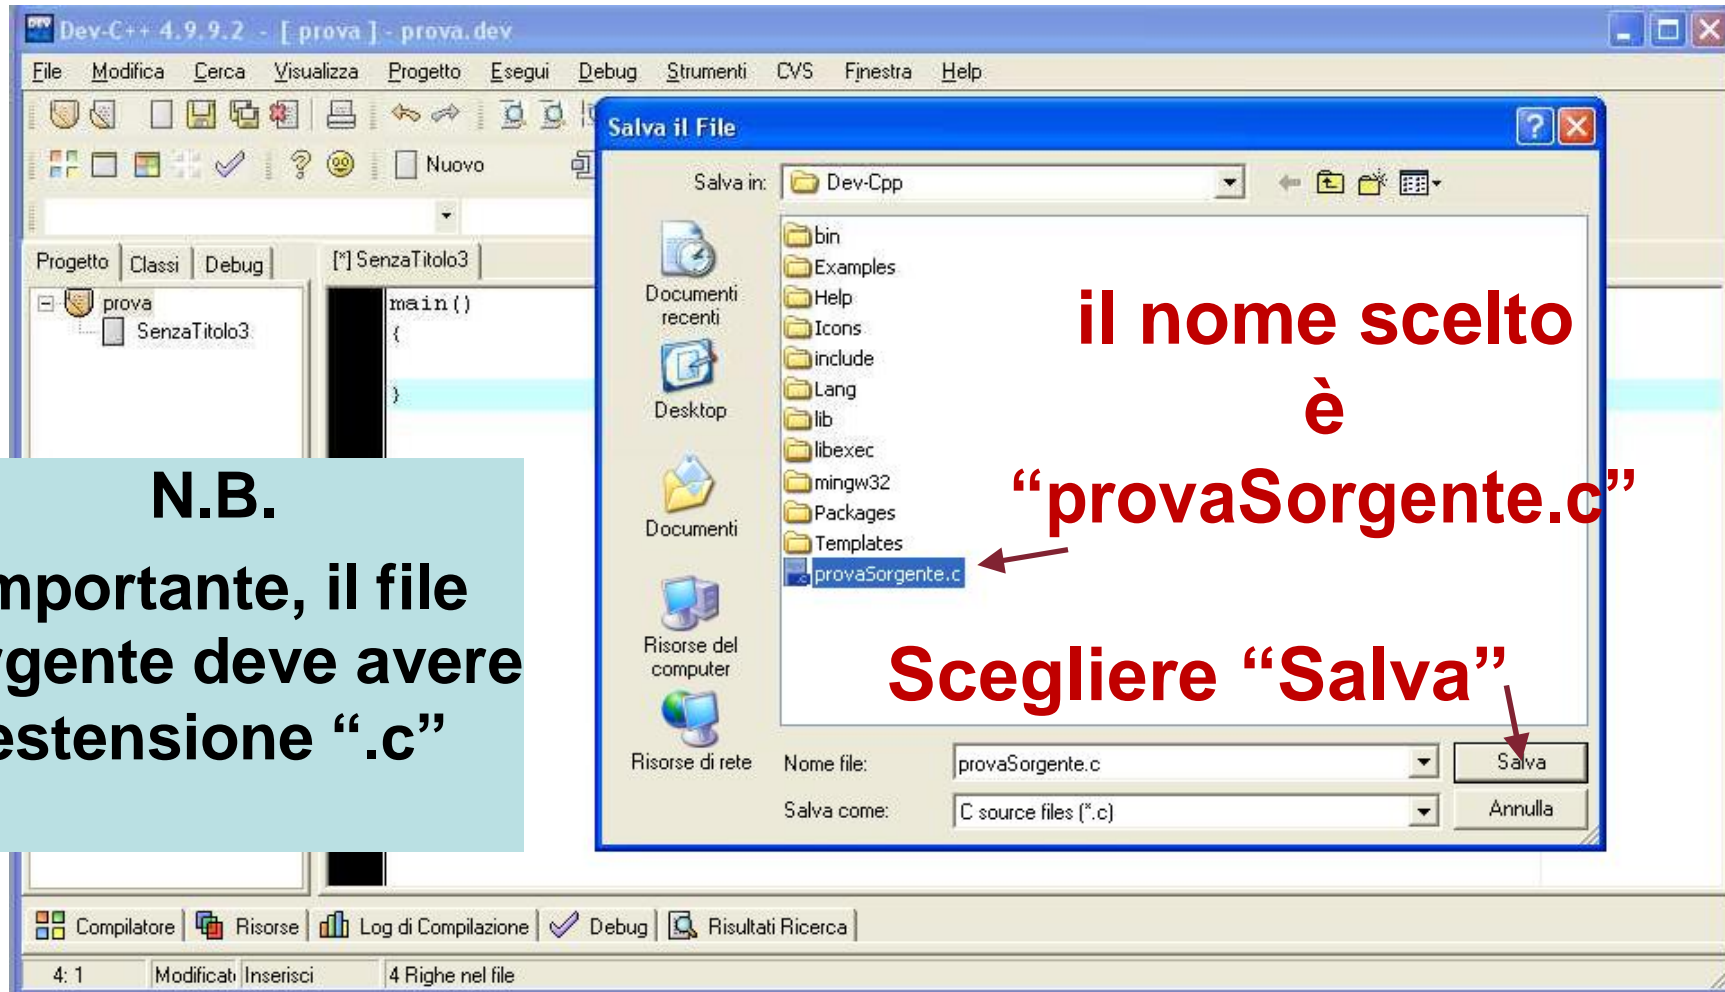 Dev-C++ 4.9.9.2 - [ prova ] - prova.dev
File Modifica Cerca Visualizza Progetto Esegui Debug Strumenti CVS Finestra Help
Nuovo
Progetto Classi Debug
[*] SenzaTitolo3
prova
SenzaTitolo3
main()
{
}
Salva il File
Salva in: Dev-Cpp
Documenti recenti
Desktop
Documenti
Risorse del computer
Risorse di rete
bin
Examples
Help
Icons
include
Lang
lib
libexec
mingw32
Packages
Templates
provaSorgente.c
il nome scelto
è
“provaSorgente.c”
Scegliere “Salva”
Nome file: provaSorgente.c Salva
Salva come: C source files (*.c) Annulla
N.B.
mportante, il file
rgente deve avere
estensione “.c”
Compilatore Risorse Log di Compilazione Debug Risultati Ricerca
4: 1 Modificat Inserisci 4 Righe nel file